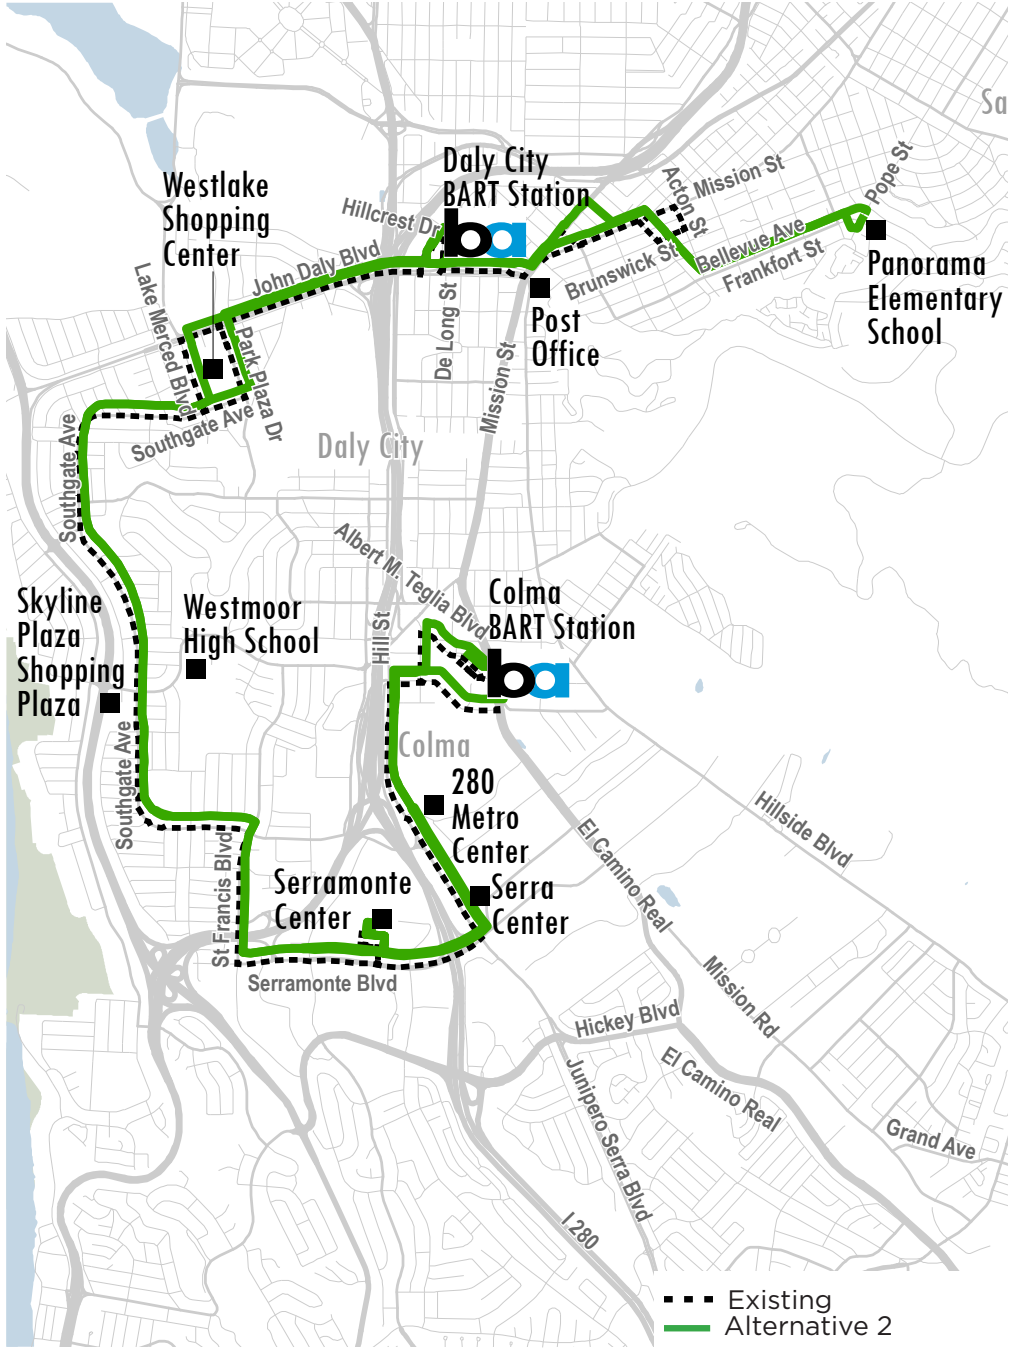 Sa
Daly City
BART Station
ba
Westlake
Shopping
Center
Hillcrest Dr
John Daly Blvd
Acton St
Mission St
Pope St
Bellevue Ave
Frankfort St
Brunswick St
Panorama
Elementary
School
Lake Merced Blvd
Park Plaza Dr
De Long St
Post
Office
Mission St
Southgate Ave
Southgate Ave
Daly City
Albert M. Teglia Blvd
Colma
BART Station
ba
Hill St
Skyline
Plaza
Shopping
Plaza
Westmoor
High School
Southgate Ave
Colma
280
Metro
Center
Hillside Blvd
El Camino Real
St Francis Blvd
Serramonte
Center
Serra
Center
Serramonte Blvd
Mission Rd
Hickey Blvd
El Camino Real
Junipero Serra Blvd
Grand Ave
I 280
Existing
Alternative 2